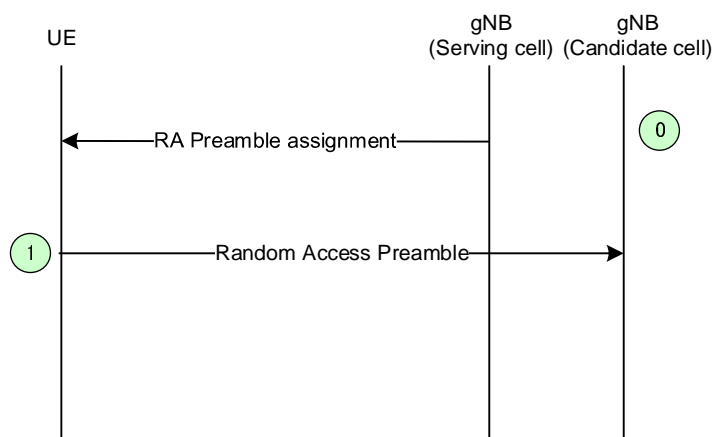 UE
gNB
(Serving cell)
gNB
(Candidate cell)
RA Preamble assignment
0
1
Random Access Preamble